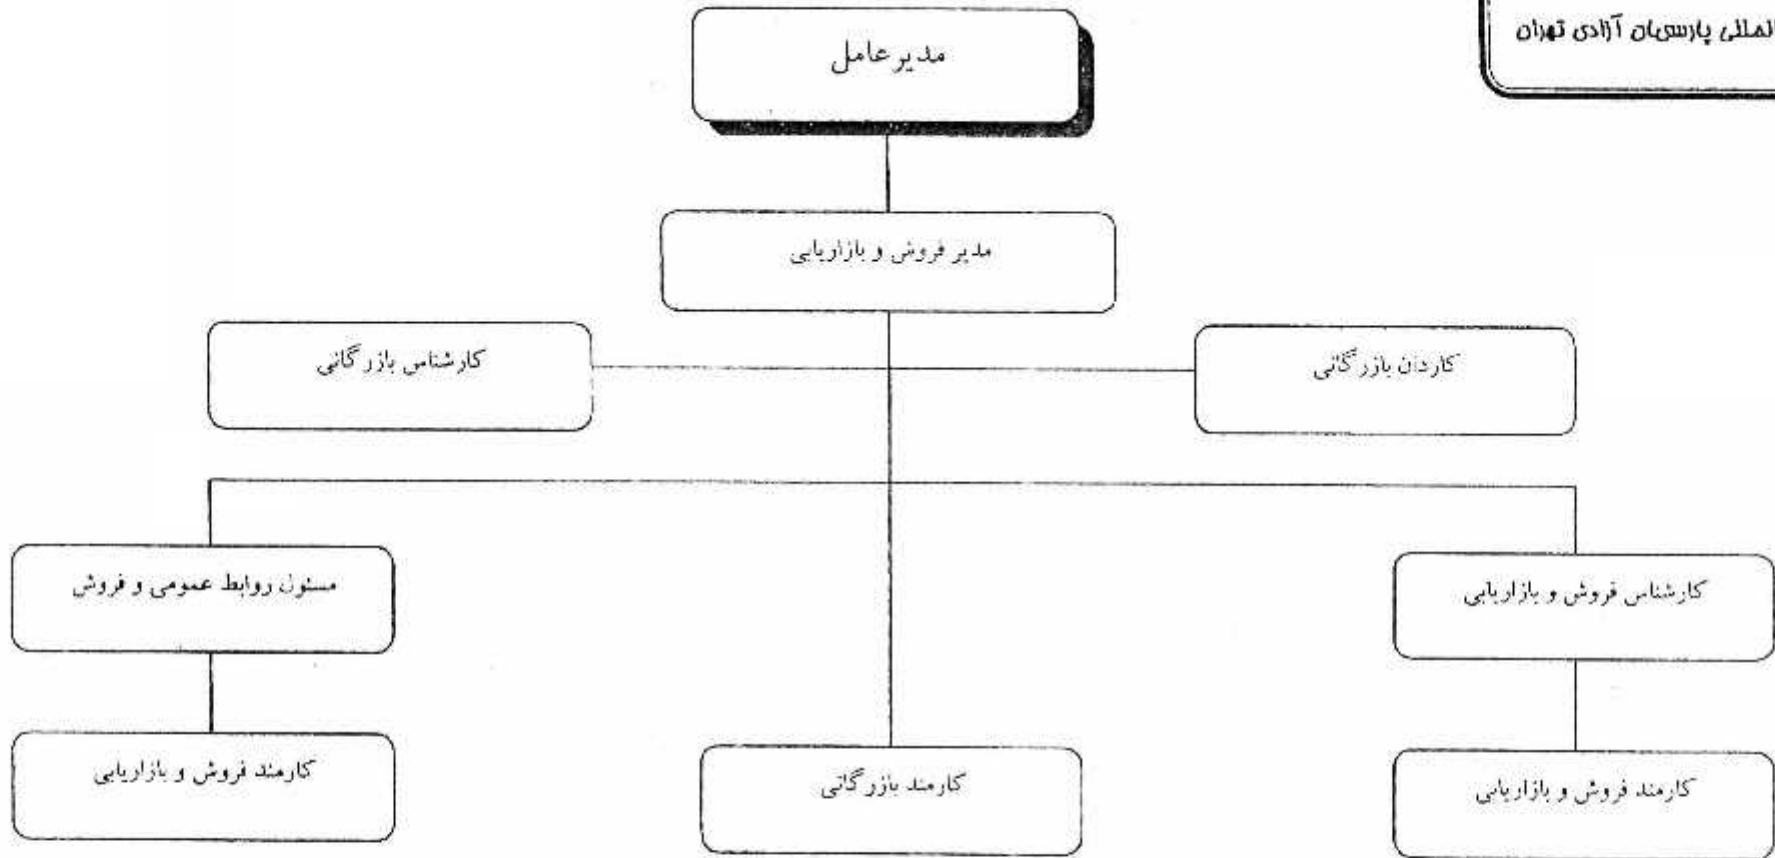 المللی پارسیان آزادی تهران
مدیر عامل
مدیر فروش و بازاریابی
کاردان بازرگانی
کارشناس بازرگانی
کارشناس فروش و بازاریابی
مسئول روابط عمومی و فروش
کارمند فروش و بازاریابی
کارمند بازرگانی
کارمند فروش و بازاریابی